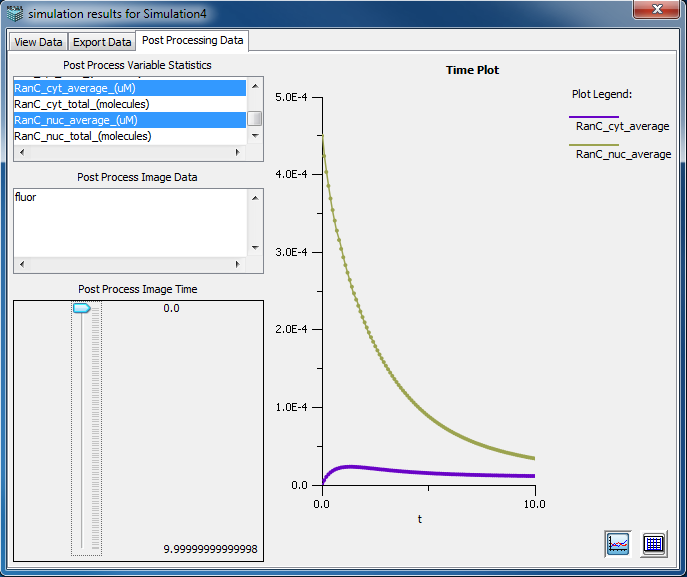 simulation results for Simulation4
View Data
Export Data
Post Processing Data
Post Process Variable Statistics
RanC_cyt_average_(uM)
RanC_cyt_total_(molecules)
RanC_nuc_average_(uM)
RanC_nuc_total_(molecules)
Post Process Image Data
fluor
Post Process Image Time
0.0
9.99999999999998
Time Plot
5.0E-4
4.0E-4
3.0E-4
2.0E-4
1.0E-4
0.0
0.0
10.0
t
Plot Legend:
RanC_cyt_average
RanC_nuc_average